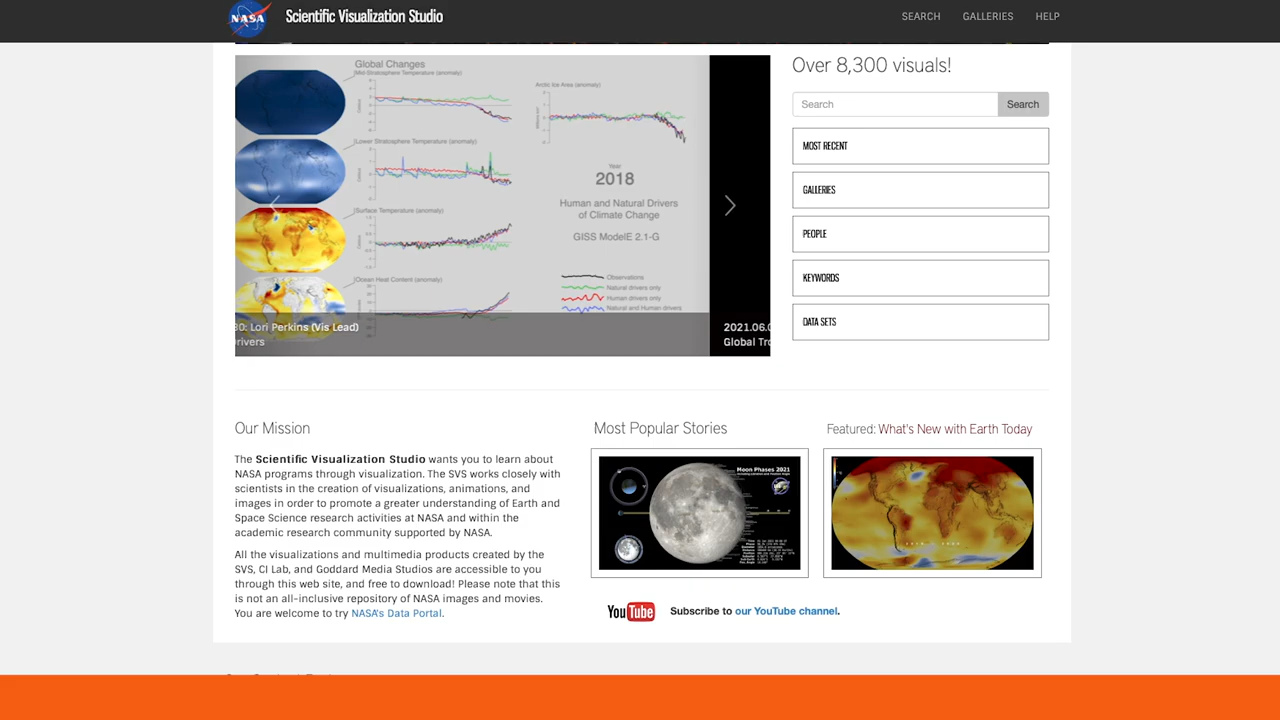 NASA
Scientific Visualization Studio
SEARCH
GALLERIES
HELP
Global Changes
Mid-Stratosphere Temperature (anomaly)
Arctic Ice Area (anomaly)
Lower Stratosphere Temperature (anomaly)
Year
2018
Human and Natural Drivers
of Climate Change
GISS ModelE 2.1-G
Surface Temperature (anomaly)
Ocean Heat Content (anomaly)
Observations
Natural drivers only
Human drivers only
Natural and Human drivers
30: Lori Perkins (Vis Lead)
rivers
2021.06.0
Global Tro
Over 8,300 visuals!
Search
Search
MOST RECENT
GALLERIES
PEOPLE
KEYWORDS
DATA SETS
Our Mission
The Scientific Visualization Studio wants you to learn about
NASA programs through visualization. The SVS works closely with
scientists in the creation of visualizations, animations, and
images in order to promote a greater understanding of Earth and
Space Science research activities at NASA and within the
academic research community supported by NASA.
All the visualizations and multimedia products created by the
SVS, CI Lab, and Goddard Media Studios are accessible to you
through this web site, and free to download! Please note that this
is not an all-inclusive repository of NASA images and movies.
You are welcome to try NASA's Data Portal.
Most Popular Stories
Moon Phases 2021
Featured: What's New with Earth Today
YouTube
Subscribe to our YouTube channel.